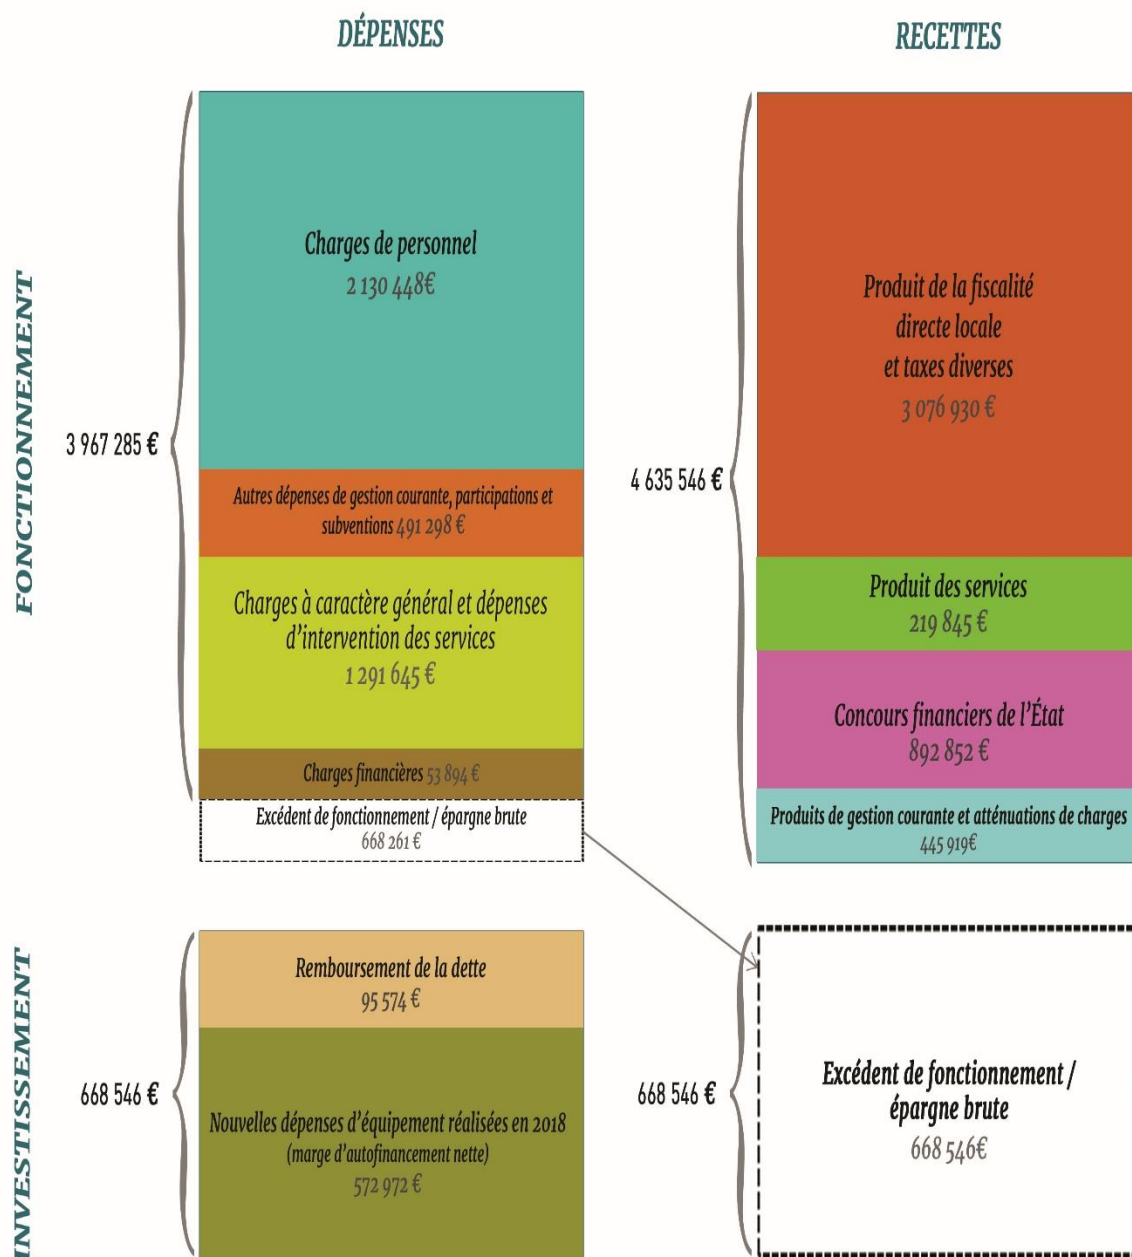 DÉPENSES
RECETTES
FONCTIONNEMENT
3 967 285 €
Charges de personnel
2 130 448€
Autres dépenses de gestion courante, participations et
subventions 491 298 €
Charges à caractère général et dépenses
d'intervention des services
1 291 645 €
Charges financières 53 894 €
Excédent de fonctionnement / épargne brute
668 261 €
4 635 546 €
Produit de la fiscalité
directe locale
et taxes diverses
3 076 930 €
Produit des services
219 845 €
Concours financiers de l'État
892 852 €
Produits de gestion courante et atténuations de charges
445 919€
INVESTISSEMENT
668 546 €
Remboursement de la dette
95 574 €
Nouvelles dépenses d'équipement réalisées en 2018
(marge d'autofinancement nette)
572 972 €
668 546 €
Excédent de fonctionnement /
épargne brute
668 546€